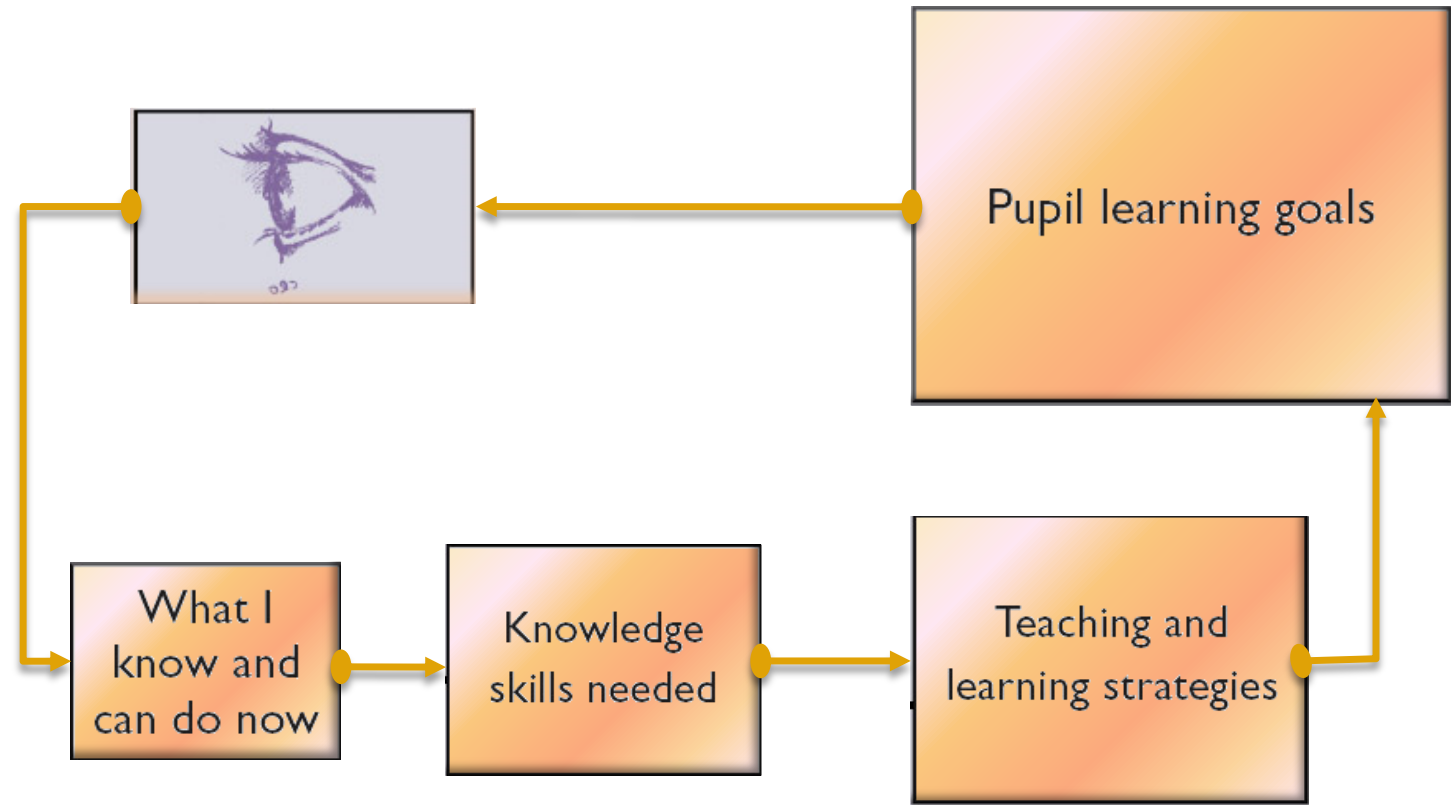 Pupil learning goals
What I
know and
can do now
Knowledge
skills needed
Teaching and
learning strategies